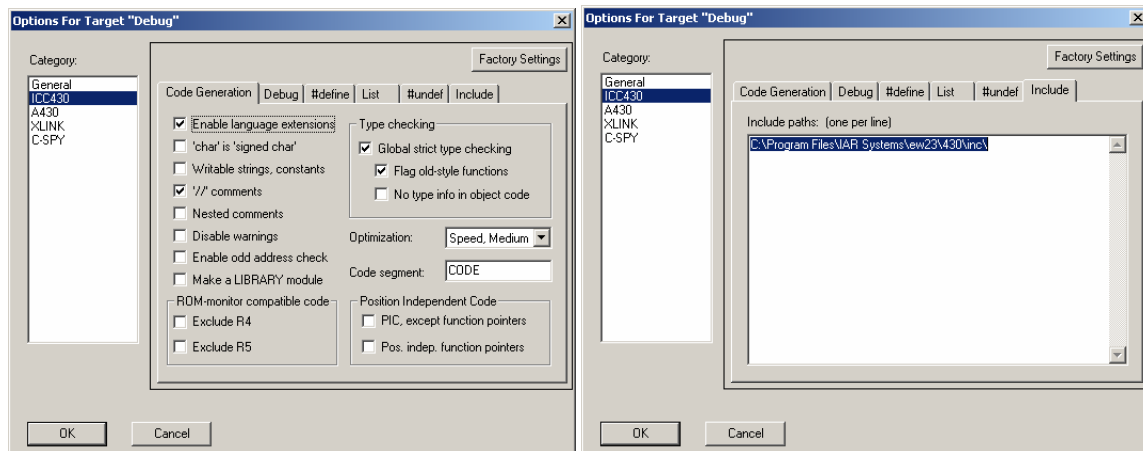 Options For Target "Debug"
Category:
General
ICC430
A430
XLINK
C-SPY
Factory Settings
Code Generation
Debug
#define
List
#undef
Include
Enable language extensions
'char' is 'signed char'
Writable strings, constants
'//' comments
Nested comments
Disable warnings
Enable odd address check
Make a LIBRARY module
Type checking
Global strict type checking
Flag old-style functions
No type info in object code
Optimization: Speed, Medium
Code segment: CODE
ROM-monitor compatible code
Exclude R4
Exclude R5
Position Independent Code
PIC, except function pointers
Pos. indep. function pointers
OK
Cancel
Options For Target "Debug"
Category:
General
ICC430
A430
XLINK
C-SPY
Factory Settings
Code Generation
Debug
#define
List
#undef
Include
Include paths: (one per line)
C:\Program Files\IAR Systems\ew23\430\inc\
OK
Cancel